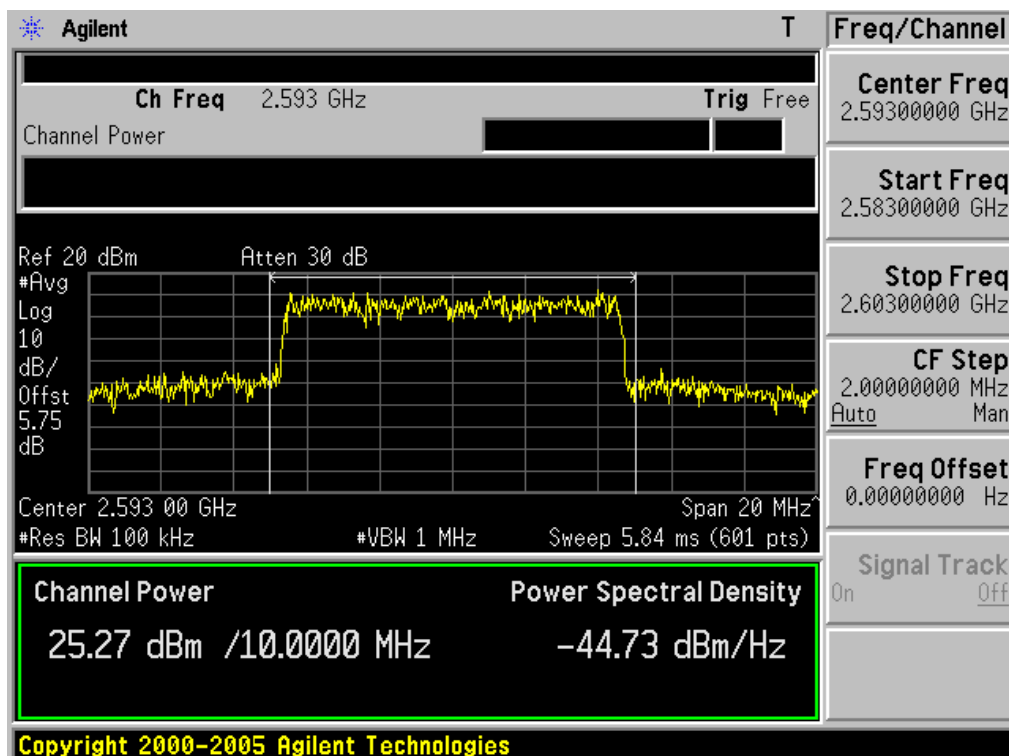 Agilent T
Ch Freq 2.593 GHz Trig Free
Channel Power
Ref 20 dBm Atten 30 dB
#Avg
Log
10
dB/
Offst
5.75
dB
Center 2.593 00 GHz Span 20 MHz^
#Res BW 100 kHz #VBW 1 MHz Sweep 5.84 ms (601 pts)
Channel Power Power Spectral Density
25.27 dBm /10.0000 MHz -44.73 dBm/Hz
Copyright 2000-2005 Agilent Technologies
Freq/Channel
Center Freq
2.59300000 GHz
Start Freq
2.58300000 GHz
Stop Freq
2.60300000 GHz
CF Step
2.00000000 MHz
Auto Man
Freq Offset
0.00000000 Hz
Signal Track
On Off